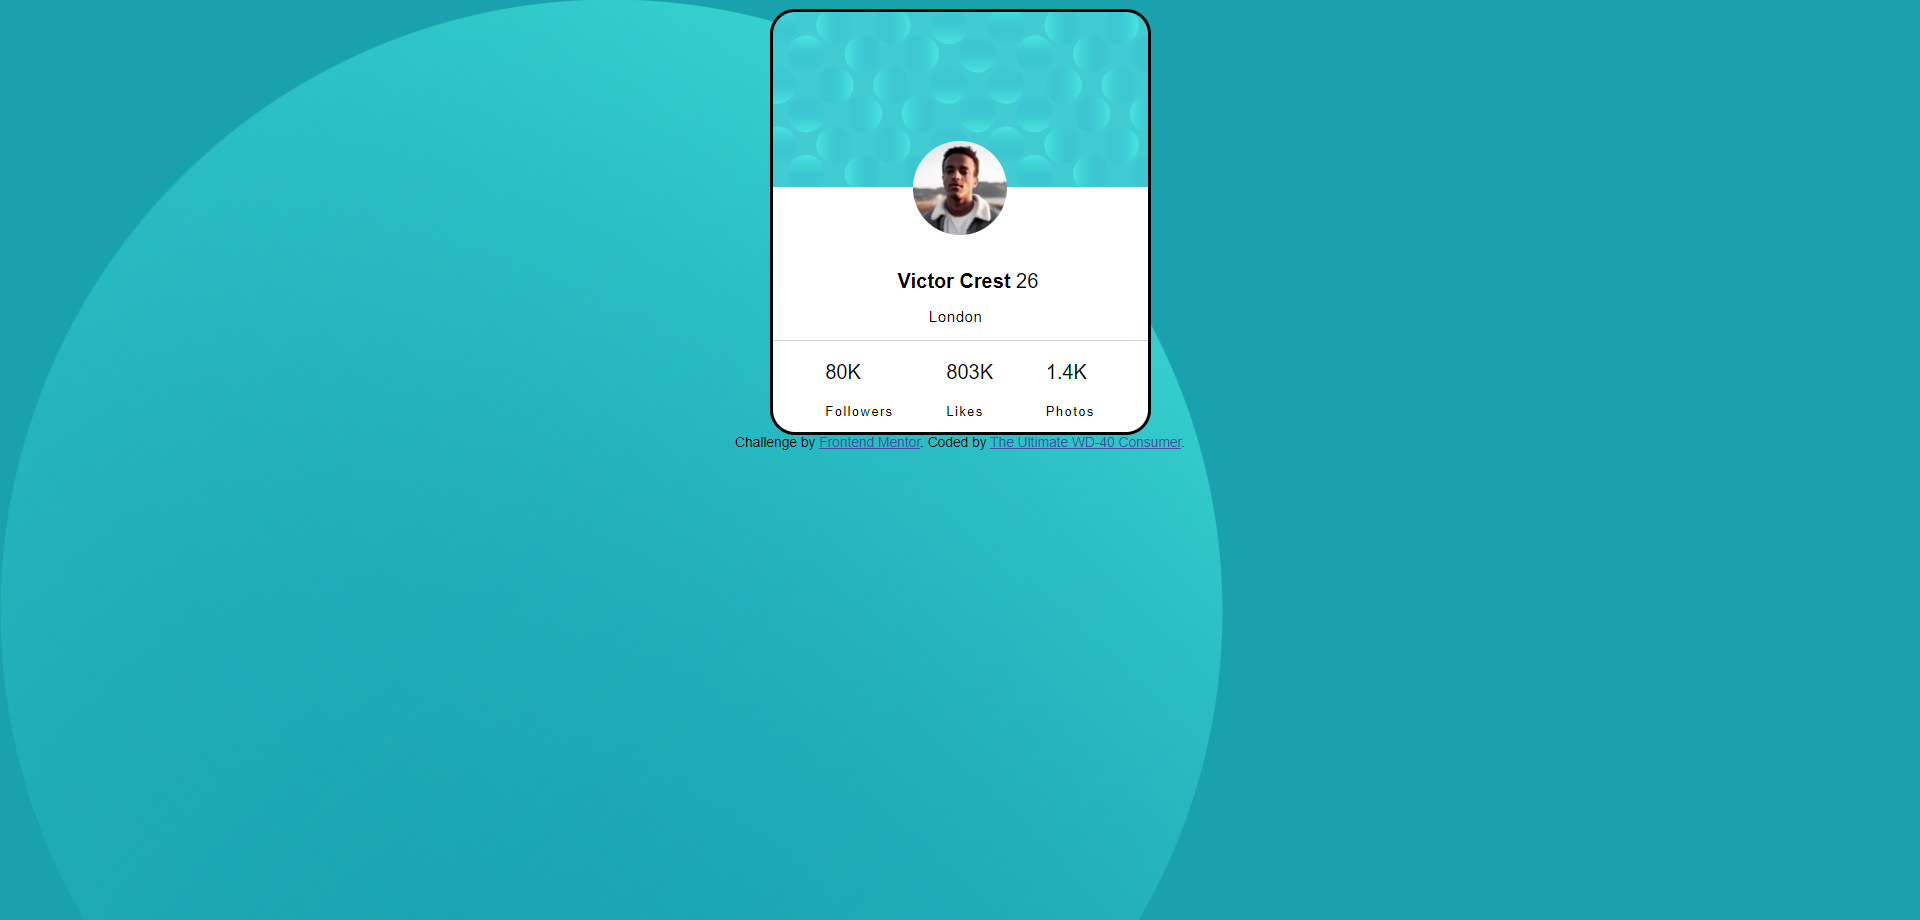 Victor Crest 26
London
80K 803K 1.4K
Followers Likes Photos
Challenge by Frontend Mentor. Coded by The Ultimate WD-40 Consumer.